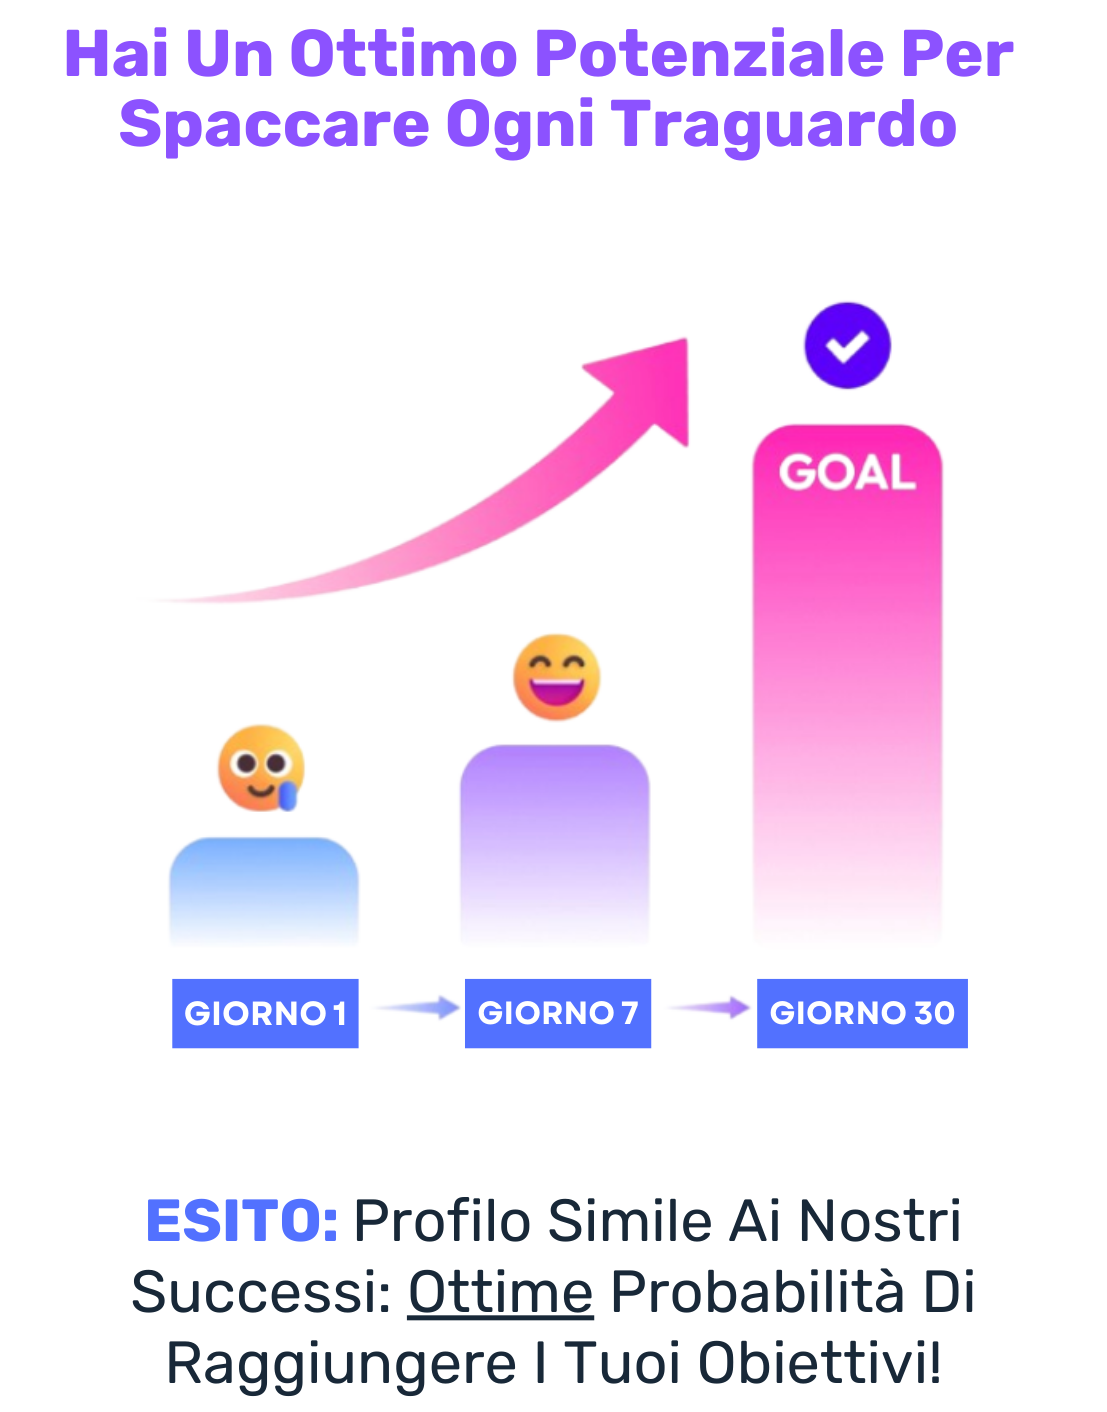 Hai Un Ottimo Potenziale Per
Spaccare Ogni Traguardo
GOAL
GIORNO 1
GIORNO 7
GIORNO 30
ESITO: Profilo Simile Ai Nostri
Successi: Ottime Probabilità Di
Raggiungere I Tuoi Obiettivi!